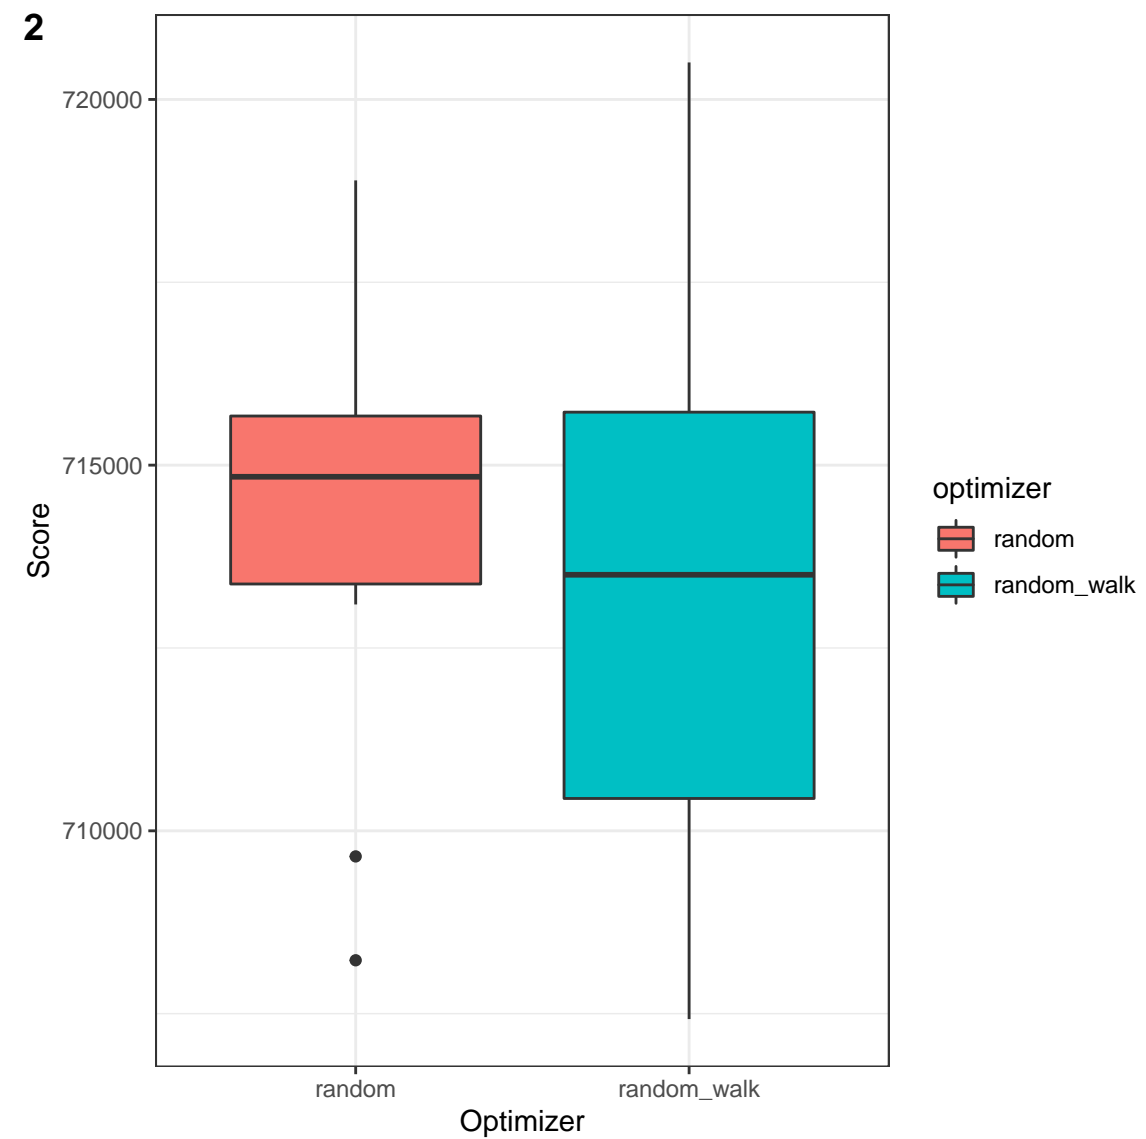 2
720000
715000
710000
Score
random
random_walk
Optimizer
optimizer
random
random_walk